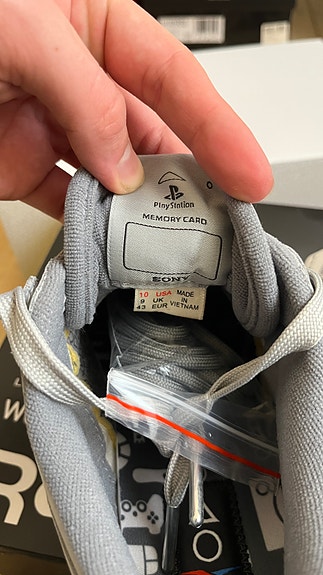 PlayStation
MEMORY CARD
SONY
10 USA MADE
9 UK IN
43 EUR VIETNAM